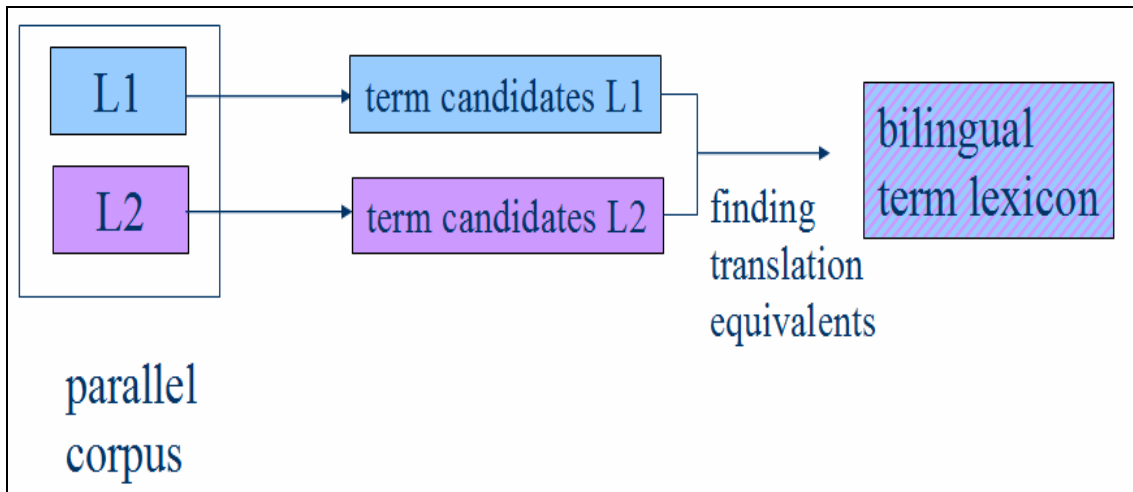 L1
term candidates L1
L2
term candidates L2
finding
translation
equivalents
bilingual
term lexicon
parallel
corpus